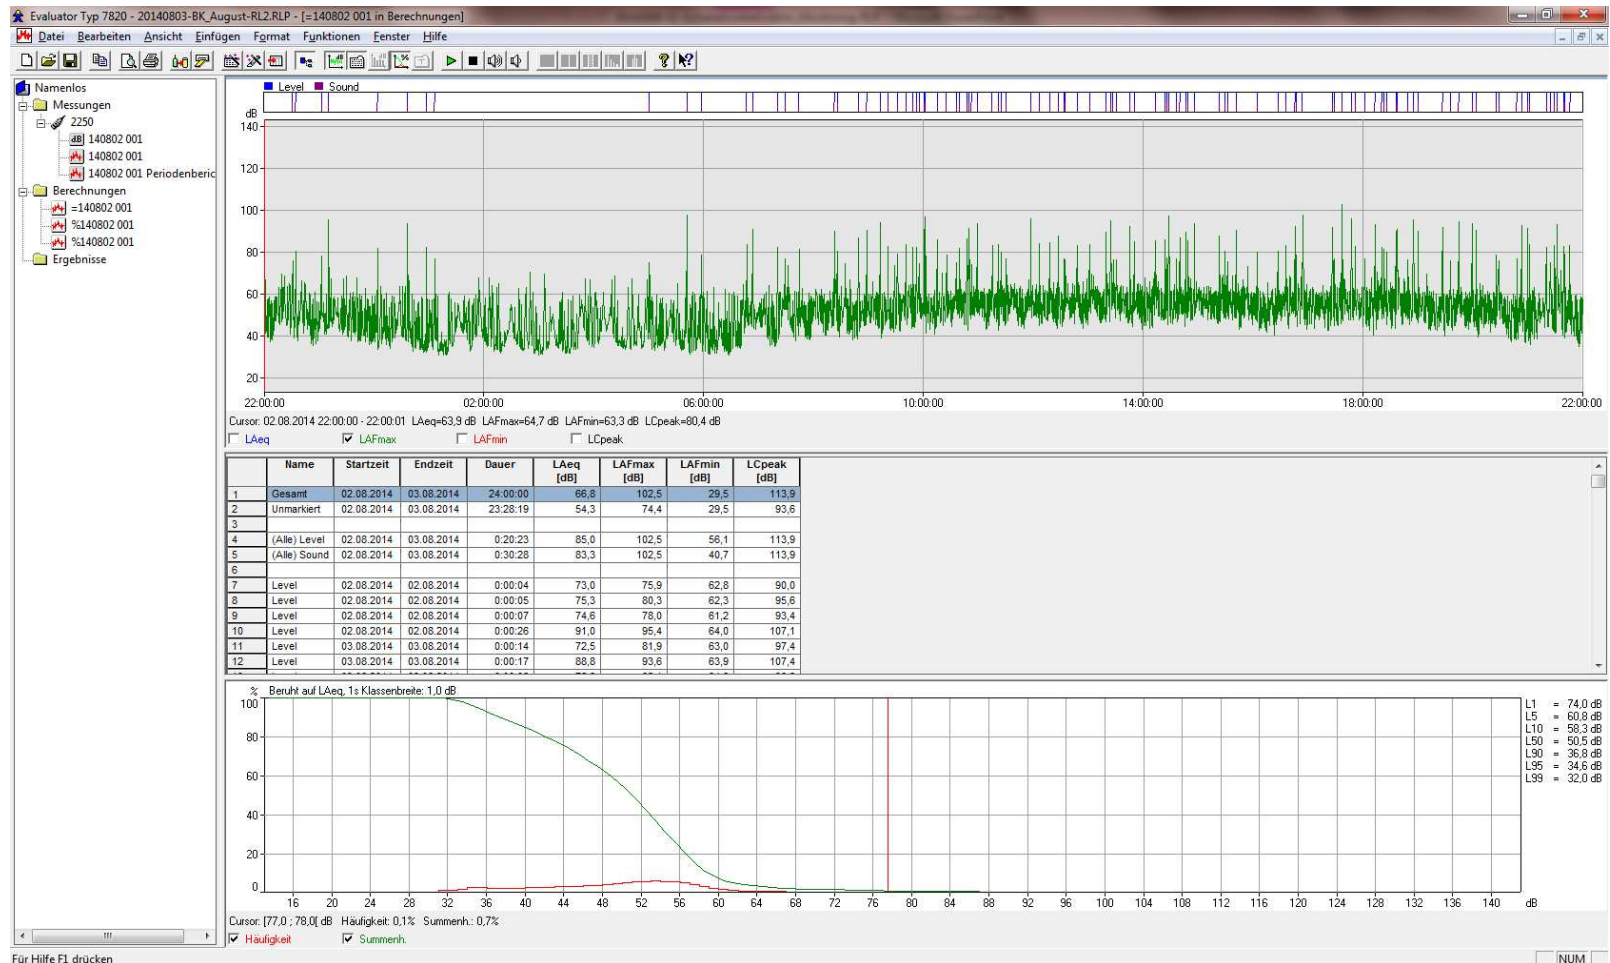 Evaluator Typ 7820 - 20140803-BK_August-RL2.RLP - [=140802 001 in Berechnungen]
Datei Bearbeiten Ansicht Einfügen Format Funktionen Fenster Hilfe
Namenlos
Messungen
2250
140802 001
140802 001
140802 001 Periodenberic
Berechnungen
=140802 001
%140802 001
%140802 001
Ergebnisse
Level Sound
dB
140
120
100
80
60
40
20
22:00:00 02:00:00 06:00:00 10:00:00 14:00:00 18:00:00 22:00:00
Cursor: 02.08.2014 22:00:00 - 22:00:01 LAeq=63,9 dB LAFmax=64,7 dB LAFmin=63,3 dB LCpeak=80,4 dB
LAeq LAFmax LAFmin LCpeak
Name Startzeit Endzeit Dauer LAeq [dB] LAFmax [dB] LAFmin [dB] LCpeak [dB]
1 Gesamt 02.08.2014 03.08.2014 24:00:00 66,8 102,5 29,5 113,9
2 Unmarkiert 02.08.2014 03.08.2014 23:28:19 54,3 74,4 29,5 93,6
3
4 (Alle) Level 02.08.2014 03.08.2014 0:20:23 85,0 102,5 56,1 113,9
5 (Alle) Sound 02.08.2014 03.08.2014 0:30:28 83,3 102,5 40,7 113,9
6
7 Level 02.08.2014 02.08.2014 0:00:04 73,0 75,9 62,8 90,0
8 Level 02.08.2014 02.08.2014 0:00:05 75,3 80,3 62,3 95,6
9 Level 02.08.2014 02.08.2014 0:00:07 74,6 78,0 61,2 93,4
10 Level 02.08.2014 02.08.2014 0:00:26 91,0 95,4 64,0 107,1
11 Level 03.08.2014 03.08.2014 0:00:14 72,5 81,9 63,0 97,4
12 Level 03.08.2014 03.08.2014 0:00:17 88,8 93,6 63,9 107,4
% Beruht auf LAeq, 1s Klassenbreite: 1,0 dB
100
80
60
40
20
0
16 20 24 28 32 36 40 44 48 52 56 60 64 68 72 76 80 84 88 92 96 100 104 108 112 116 120 124 128 132 136 140 dB
L1 = 74,0 dB
L5 = 60,8 dB
L10 = 58,3 dB
L50 = 50,5 dB
L90 = 36,8 dB
L95 = 34,6 dB
L99 = 32,0 dB
Cursor: [77,0 ; 78,0[ dB Häufigkeit: 0,1% Summenh.: 0,7%
Häufigkeit Summenh.
Für Hilfe F1 drücken
NUM